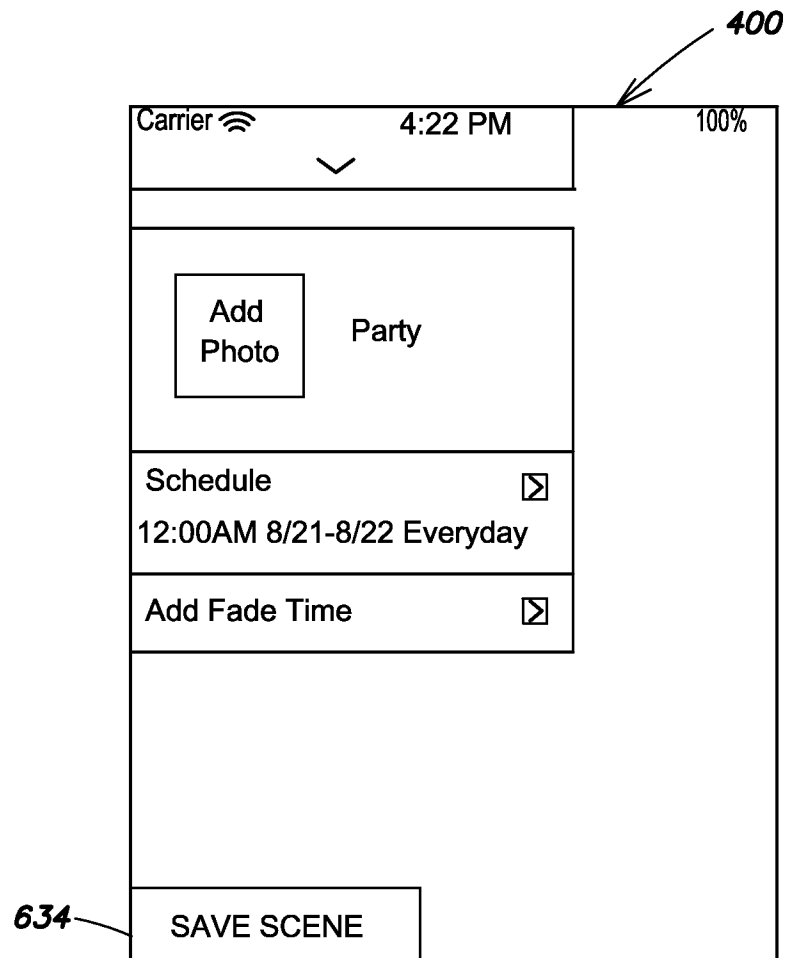 400
Carrier 4:22 PM 100%
Add
Photo
Party
Schedule
12:00AM 8/21-8/22 Everyday
Add Fade Time
634
SAVE SCENE